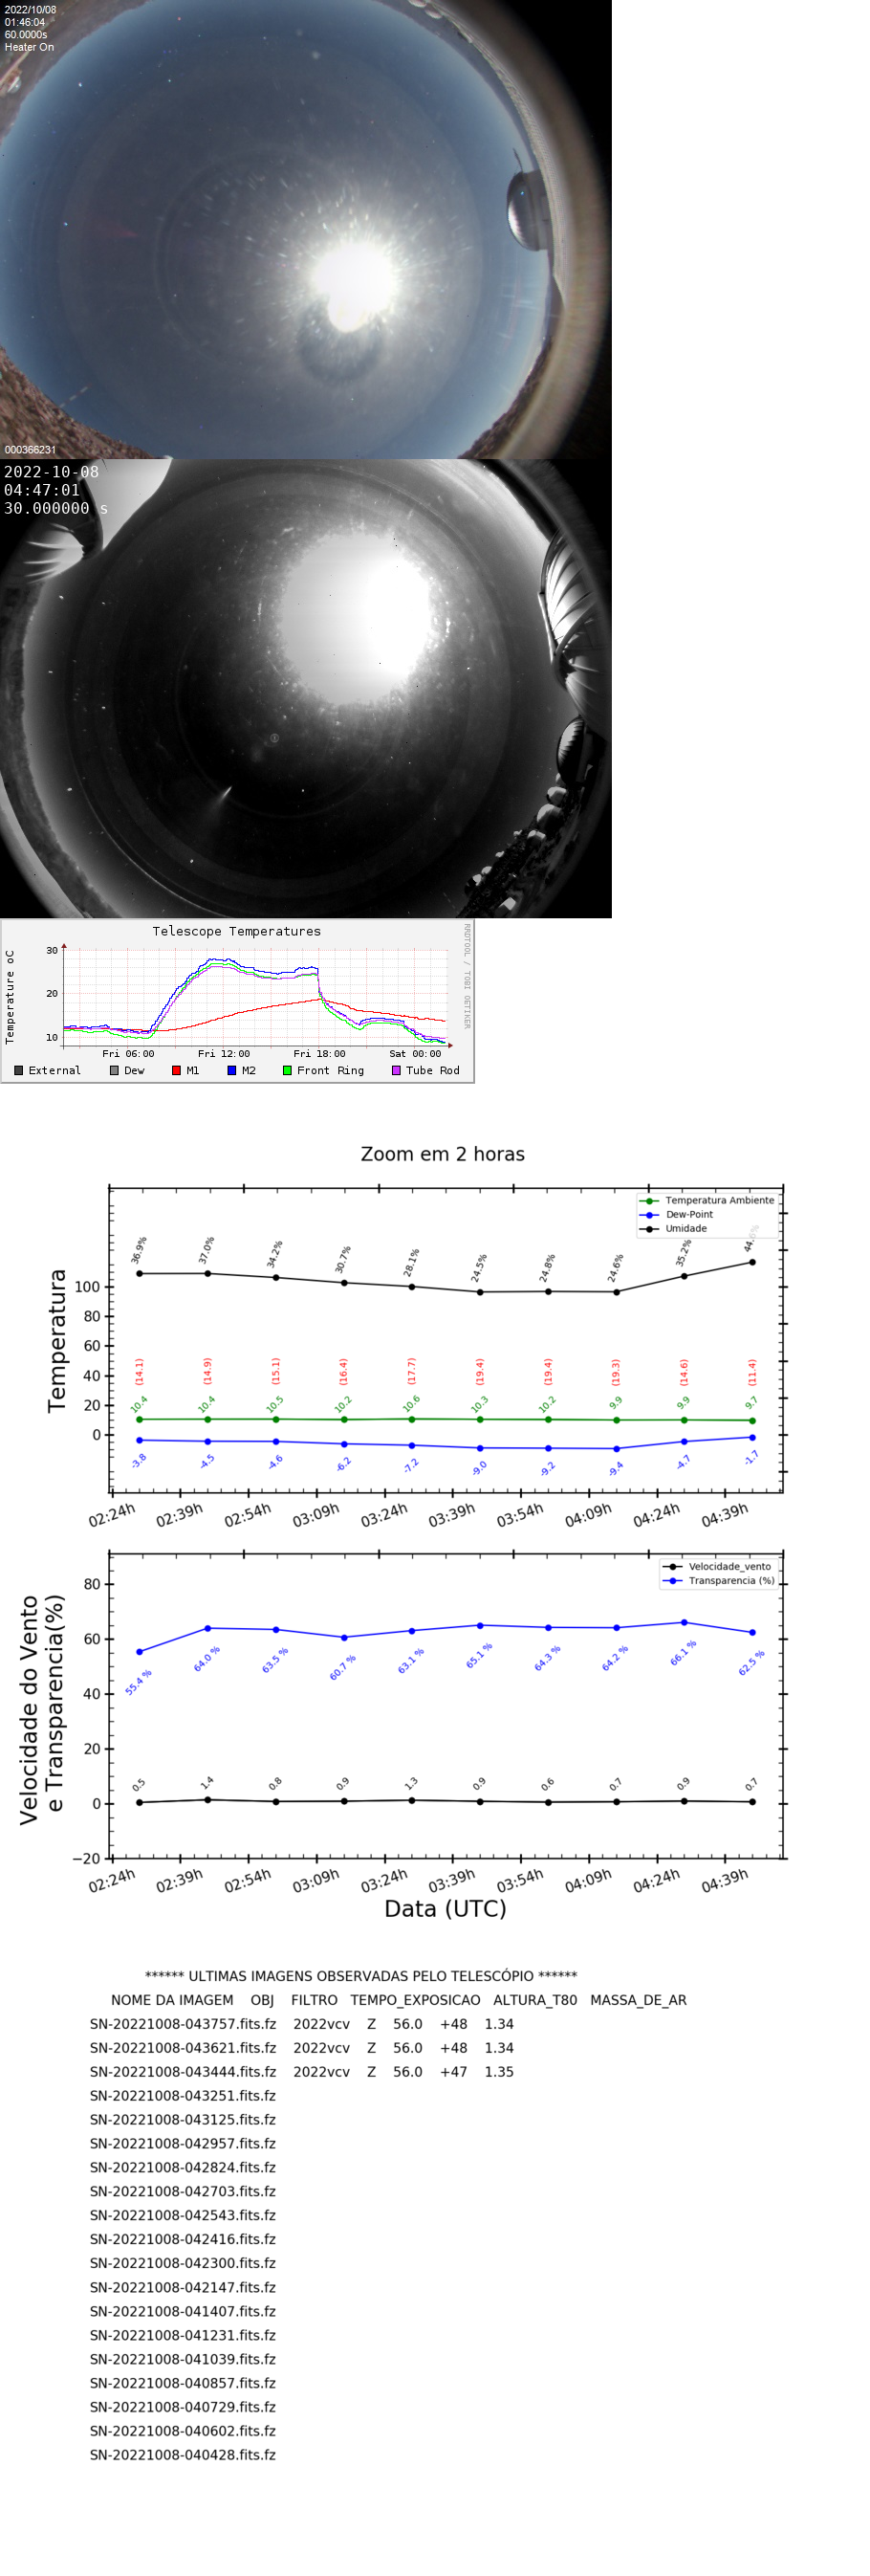 2022/10/08
01:46:04
60.0000s
Heater On
000366231
2022-10-08
04:47:01
30.000000 s
Telescope Temperatures
RRDTOOL / TOBI OETIKER
Temperature oC
30
20
10
Fri 06:00 Fri 12:00 Fri 18:00 Sat 00:00
External Dew M1 M2 Front Ring Tube Rod
Zoom em 2 horas
Temperatura Ambiente
Dew-Point
Umidade
36.9% 37.0% 34.2% 30.7% 28.1% 24.5% 24.8% 24.6% 35.2%
Temperatura
100
80
60
40
20
0
(14.1) (14.9) (15.1) (16.4) (17.7) (19.4) (19.4) (19.3) (14.6) (11.4)
10.4 10.4 10.5 10.2 10.6 10.3 10.2 9.9 9.9 9.7
-3.8 -4.5 -4.6 -6.2 -7.2 -9.0 -9.2 -9.4 -4.7 -1.7
02:24h 02:39h 02:54h 03:09h 03:24h 03:39h 03:54h 04:09h 04:24h 04:39h
Velocidade_vento
Transparencia (%)
Velocidade do Vento
e Transparencia(%)
80
60
40
20
0
−20
55.4 % 64.0 % 63.5 % 60.7 % 63.1 % 65.1 % 64.3 % 64.2 % 66.1 % 62.5 %
0.5 1.4 0.8 0.9 1.3 0.9 0.6 0.7 0.9 0.7
02:24h 02:39h 02:54h 03:09h 03:24h 03:39h 03:54h 04:09h 04:24h 04:39h
Data (UTC)
****** ULTIMAS IMAGENS OBSERVADAS PELO TELESCÓPIO ******
NOME DA IMAGEM OBJ FILTRO TEMPO_EXPOSICAO ALTURA_T80 MASSA_DE_AR
SN-20221008-043757.fits.fz 2022vcv Z 56.0 +48 1.34
SN-20221008-043621.fits.fz 2022vcv Z 56.0 +48 1.34
SN-20221008-043444.fits.fz 2022vcv Z 56.0 +47 1.35
SN-20221008-043251.fits.fz
SN-20221008-043125.fits.fz
SN-20221008-042957.fits.fz
SN-20221008-042824.fits.fz
SN-20221008-042703.fits.fz
SN-20221008-042543.fits.fz
SN-20221008-042416.fits.fz
SN-20221008-042300.fits.fz
SN-20221008-042147.fits.fz
SN-20221008-041407.fits.fz
SN-20221008-041231.fits.fz
SN-20221008-041039.fits.fz
SN-20221008-040857.fits.fz
SN-20221008-040729.fits.fz
SN-20221008-040602.fits.fz
SN-20221008-040428.fits.fz